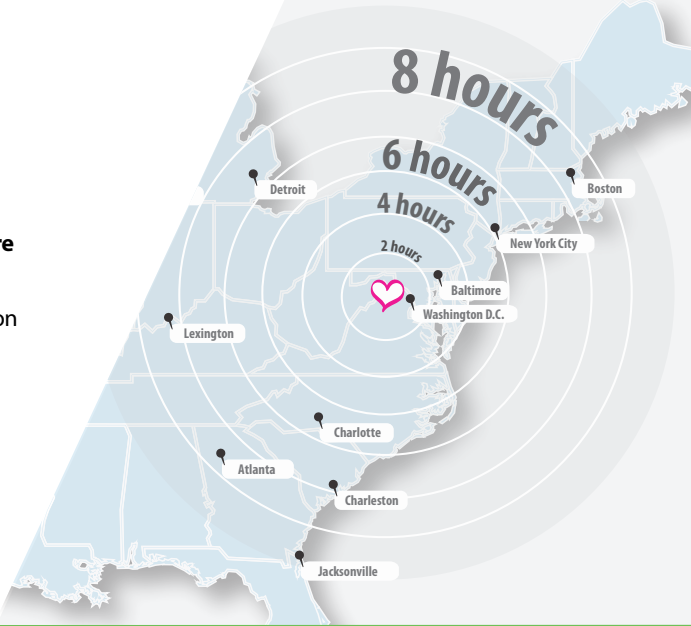 8 hours
6 hours
4 hours
2 hours
Detroit
Boston
New York City
re
Baltimore
Washington D.C.
on
Lexington
Charlotte
Atlanta
Charleston
Jacksonville